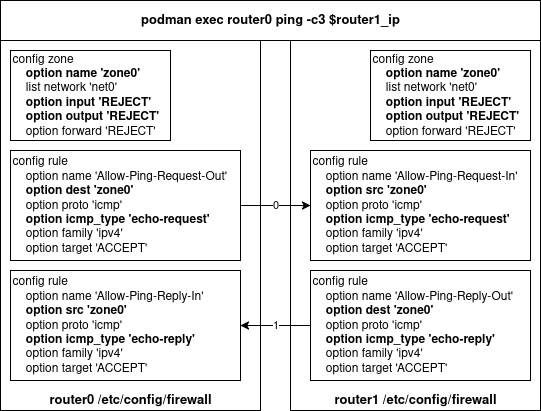 podman exec router0 ping -c3 $router1_ip
config zone
option name 'zone0'
list network 'net0'
option input 'REJECT'
option output 'REJECT'
option forward 'REJECT'
config rule
option name 'Allow-Ping-Request-Out'
option dest 'zone0'
option proto 'icmp'
option icmp_type 'echo-request'
option family 'ipv4'
option target 'ACCEPT'
config rule
option name 'Allow-Ping-Reply-In'
option src 'zone0'
option proto 'icmp'
option icmp_type 'echo-reply'
option family 'ipv4'
option target 'ACCEPT'
router0 /etc/config/firewall
0
1
config zone
option name 'zone0'
list network 'net0'
option input 'REJECT'
option output 'REJECT'
option forward 'REJECT'
config rule
option name 'Allow-Ping-Request-In'
option src 'zone0'
option proto 'icmp'
option icmp_type 'echo-request'
option family 'ipv4'
option target 'ACCEPT'
config rule
option name 'Allow-Ping-Reply-Out'
option dest 'zone0'
option proto 'icmp'
option icmp_type 'echo-reply'
option family 'ipv4'
option target 'ACCEPT'
router1 /etc/config/firewall